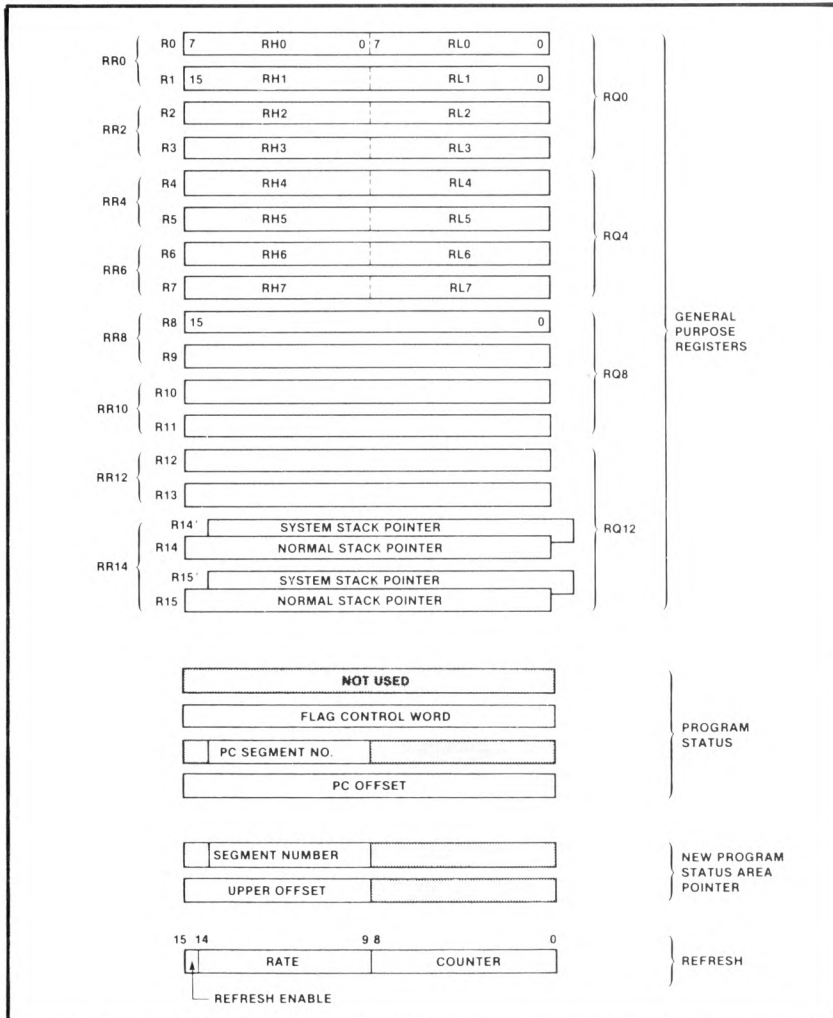 R0 7 RH0 0 7 RL0 0
RR0
R1 15 RH1 RL1 0
RQ0
R2 RH2 RL2
RR2
R3 RH3 RL3
R4 RH4 RL4
RR4
R5 RH5 RL5
RQ4
R6 RH6 RL6
RR6
R7 RH7 RL7
GENERAL
PURPOSE
REGISTERS
R8 15 0
RR8
R9
RQ8
R10
RR10
R11
R12
RR12
R13
R14' SYSTEM STACK POINTER
RQ12
R14 NORMAL STACK POINTER
RR14
R15' SYSTEM STACK POINTER
R15 NORMAL STACK POINTER
NOT USED
FLAG CONTROL WORD
PROGRAM
STATUS
PC SEGMENT NO.
PC OFFSET
SEGMENT NUMBER
UPPER OFFSET
NEW PROGRAM
STATUS AREA
POINTER
15 14 9 8 0
RATE COUNTER
REFRESH
REFRESH ENABLE